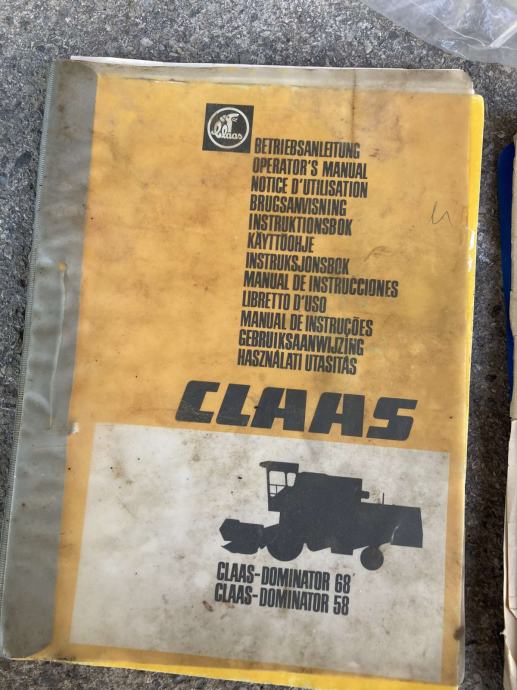 Claas
BETRIEBSANLEITUNG
OPERATOR'S MANUAL
NOTICE D'UTILISATION
BRUGSANVISNING
INSTRUKTIONSBOK
KÄYTTÖOHJE
INSTRUKSJONSBOK
MANUAL DE INSTRUCCIONES
LIBRETTO D'USO
MANUAL DE INSTRUÇÕES
GEBRUIKSAANWIJZING
HASZNÁLATI UTASITÁS
CLAAS
CLAAS-DOMINATOR 68
CLAAS-DOMINATOR 58